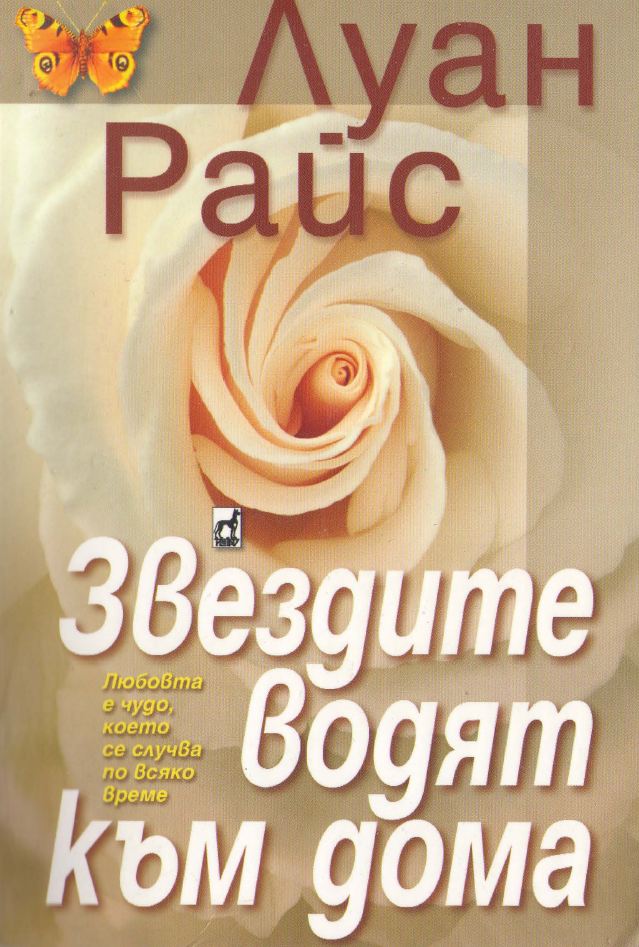 Луан
Райс
Звездите
водят
към дома
Любовта
е чудо,
което
се случва
по всяко
време